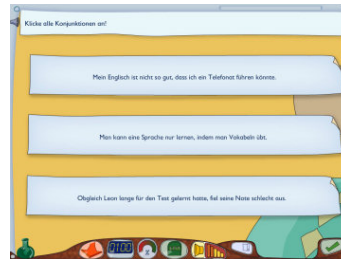 Klicke alle Konjunktionen an!
Mein Englisch ist nicht so gut, dass ich ein Telefonat führen könnte.
Man kann eine Sprache nur lernen, indem man Vokabeln übt.
Obgleich Leon lange für den Test gelernt hatte, fiel seine Note schlecht aus.
0100